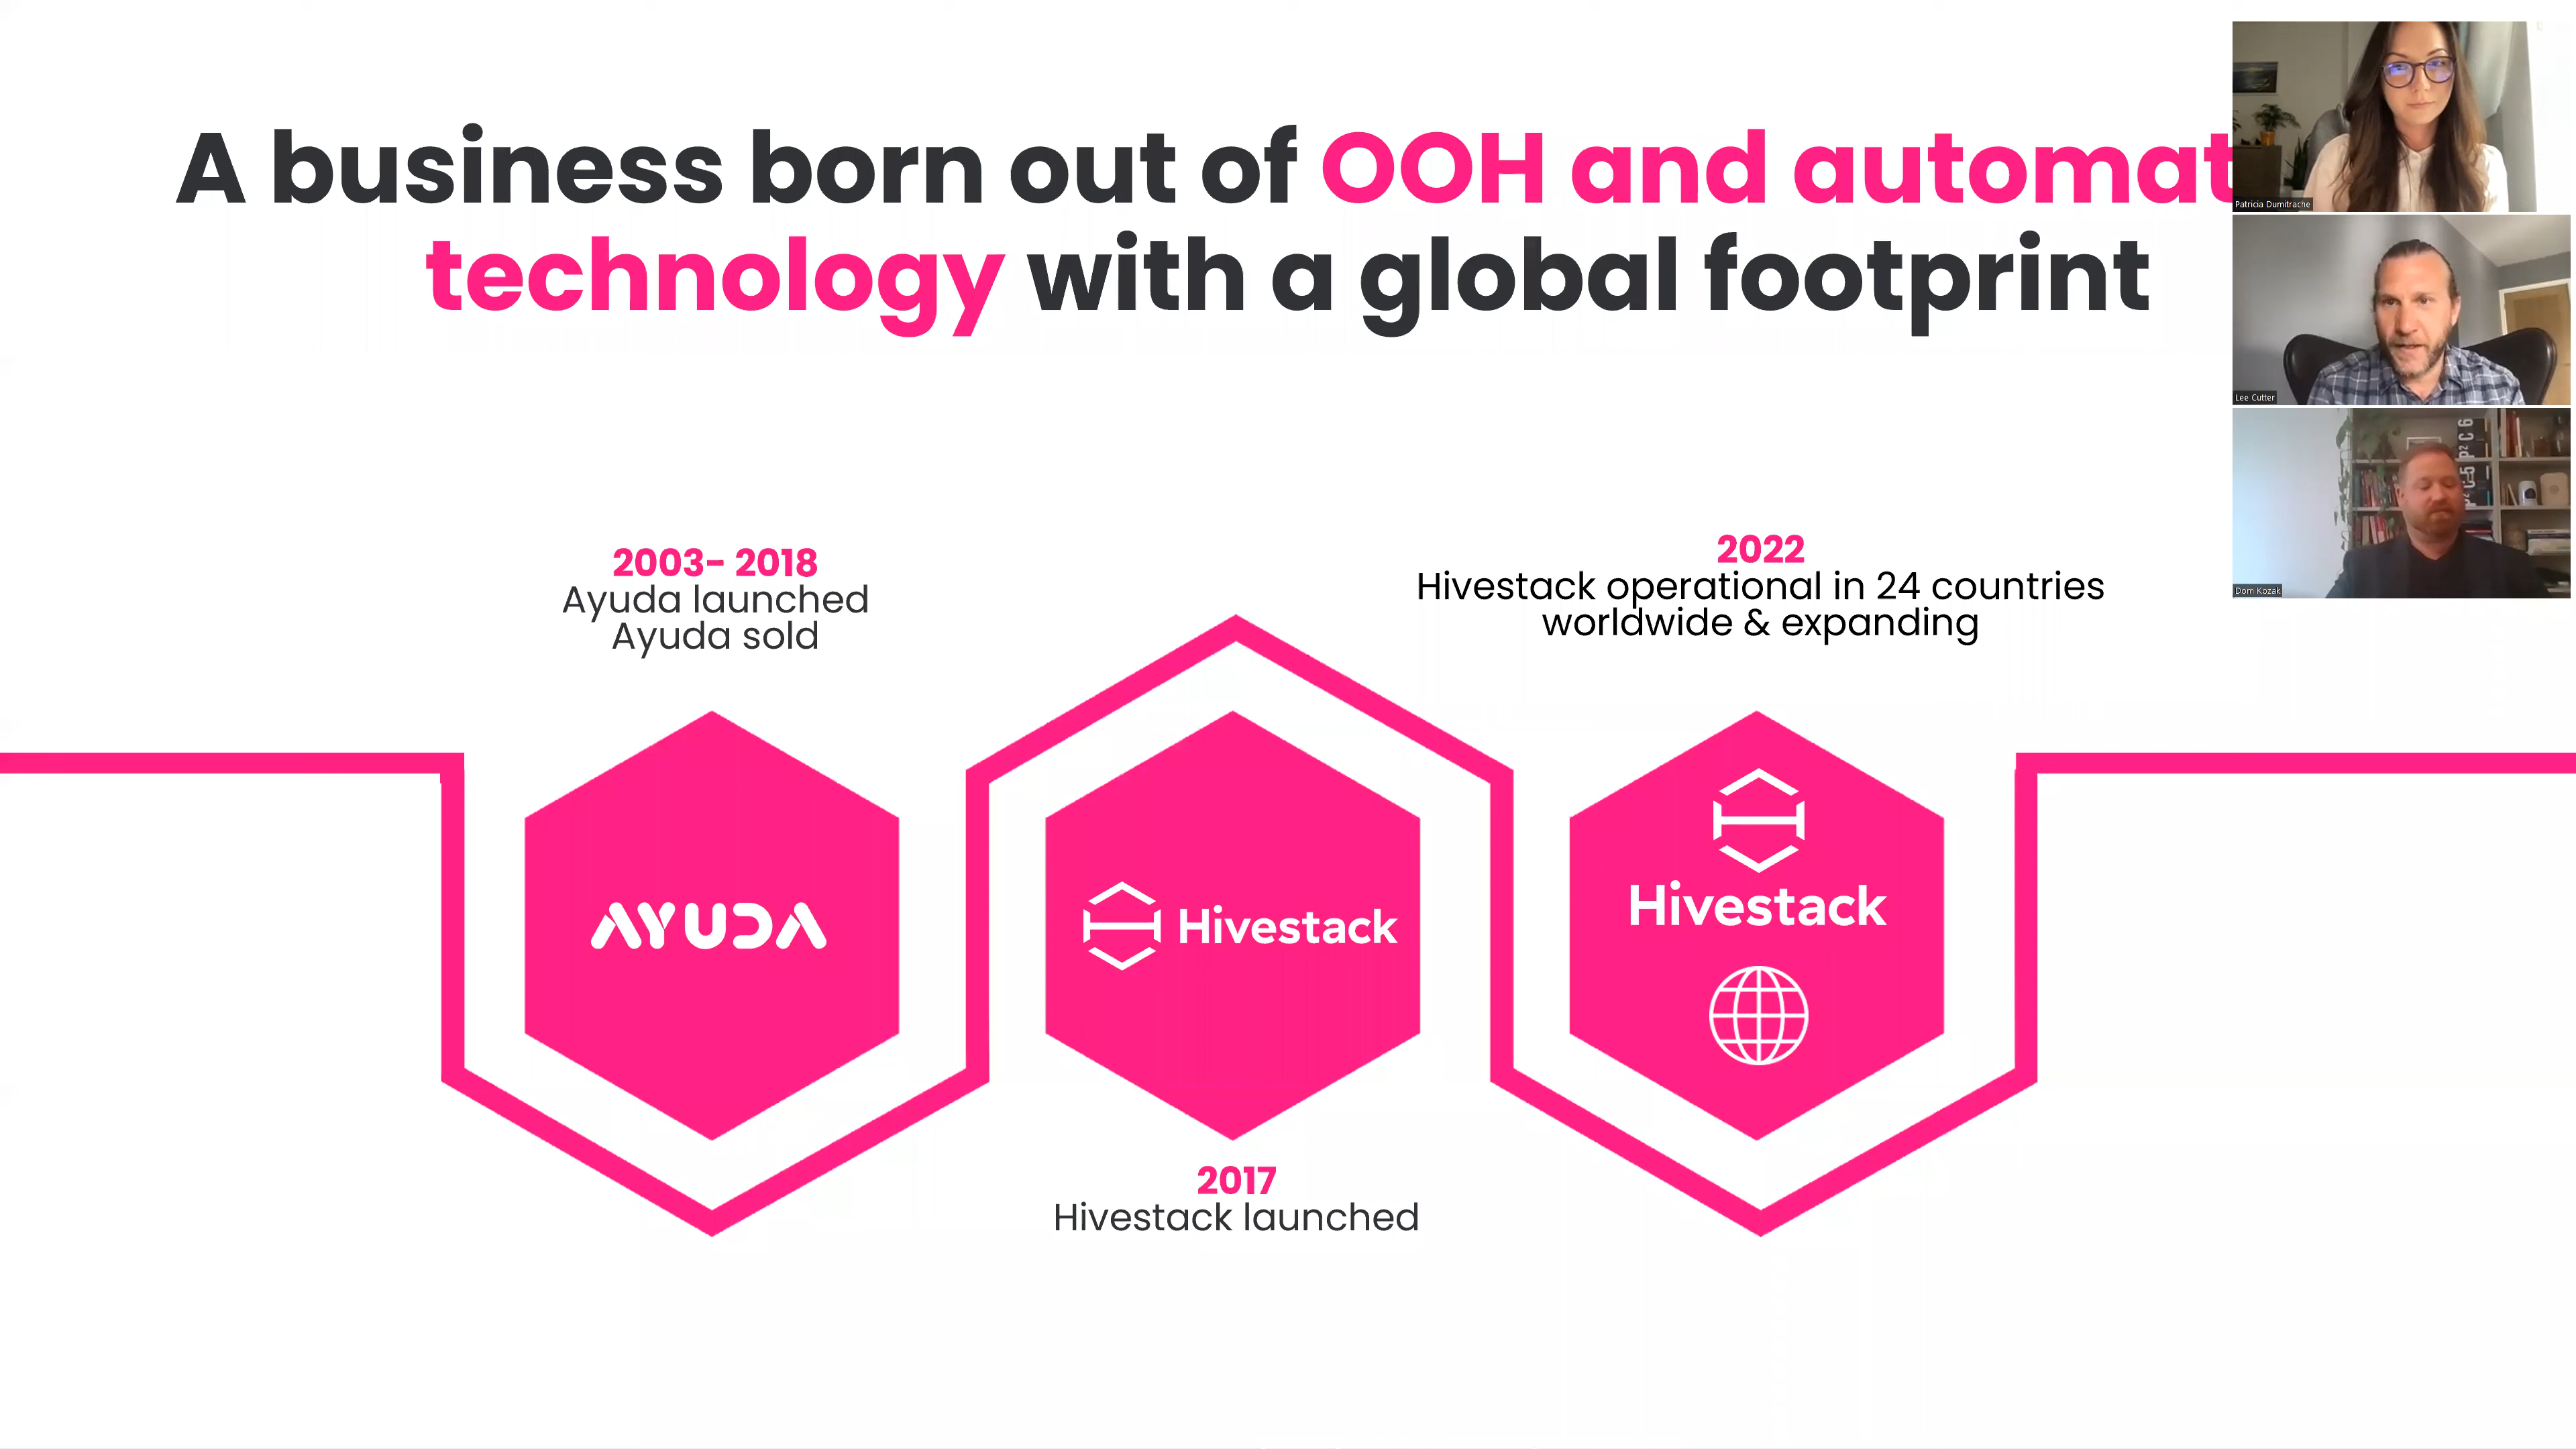 A business born out of OOH and automat
technology with a global footprint
Patricia Dumitrache
Lee Cutter
Dom Kozak
2003- 2018
Ayuda launched
Ayuda sold
2022
Hivestack operational in 24 countries
worldwide & expanding
AYUDA
Hivestack
Hivestack
2017
Hivestack launched